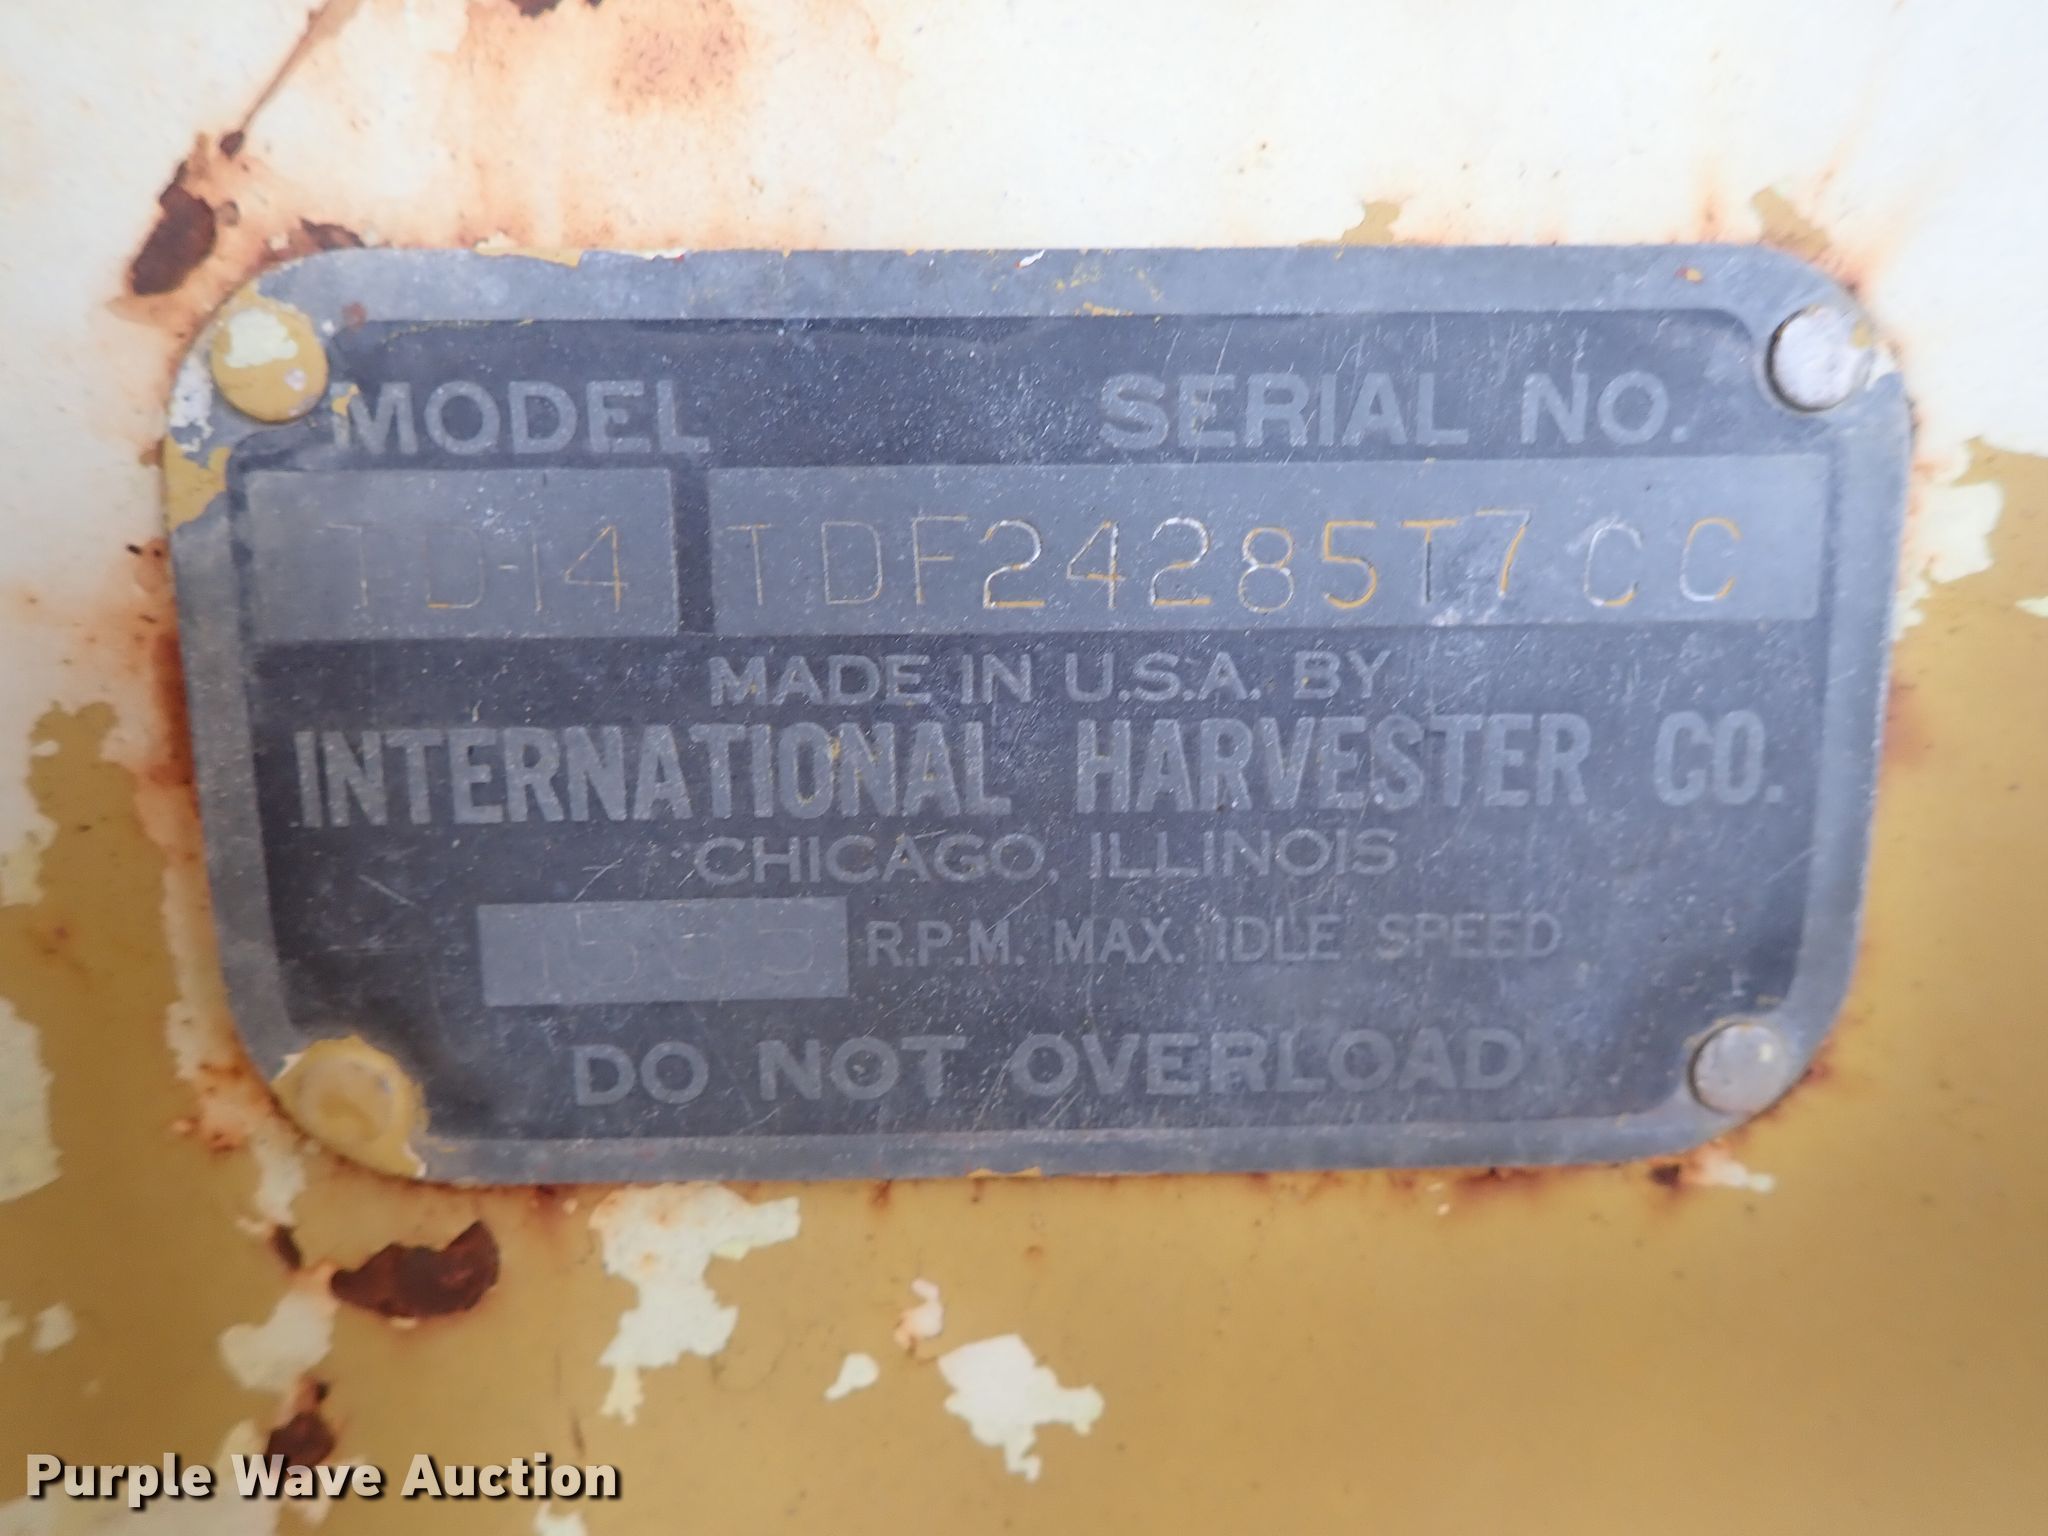 MODEL SERIAL NO.
TD-14 TDF24285T7CC
MADE IN U.S.A. BY
INTERNATIONAL HARVESTER CO.
CHICAGO, ILLINOIS
R.P.M. MAX. IDLE SPEED
DO NOT OVERLOAD
Purple Wave Auction